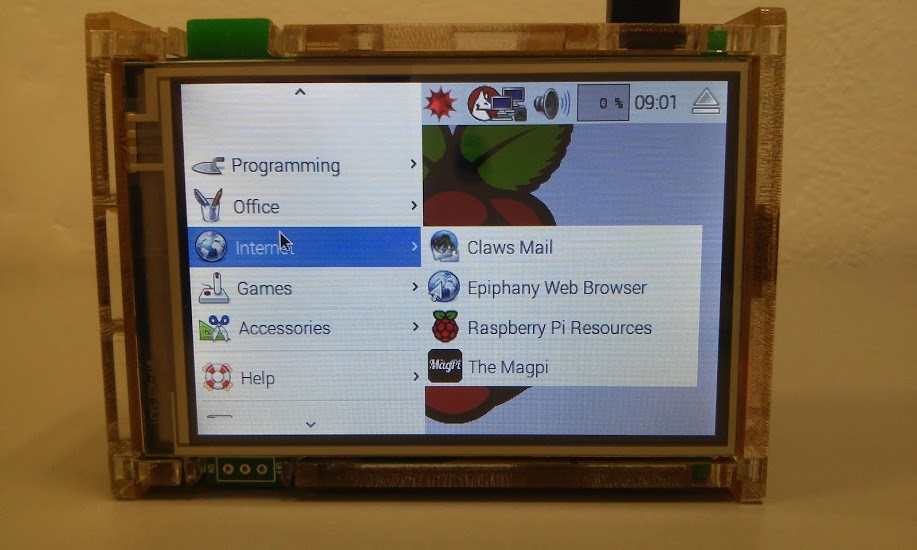 0 % 09:01
Programming
Office
Internet
Games
Accessories
Help
Claws Mail
Epiphany Web Browser
Raspberry Pi Resources
MagPi The Magpi